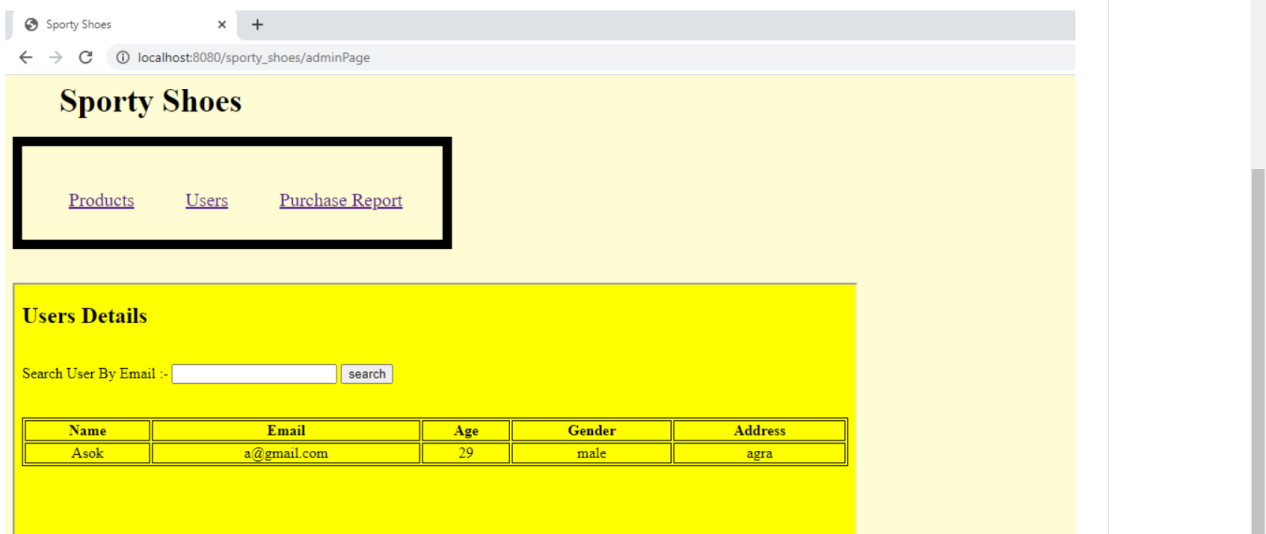 Sporty Shoes
localhost:8080/sporty_shoes/adminPage
Sporty Shoes
Products Users Purchase Report
Users Details
Search User By Email :- search
Name Email Age Gender Address
Asok a@gmail.com 29 male agra